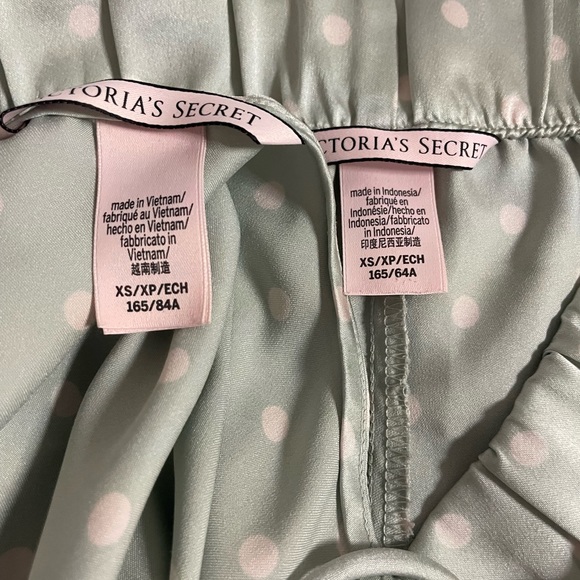 TORIA'S SECRET
made in Vietnam/
fabriqué au Vietnam/
hecho en Vietnam/
fabbricato in
Vietnam/
越南制造
XS/XP/ECH
165/84A
CTORIA'S SECRET
made in Indonesia/
fabriqué en
Indonésie/hecho en
Indonesia/fabbricato
in Indonesia/
印度尼西亚制造
XS/XP/ECH
165/64A